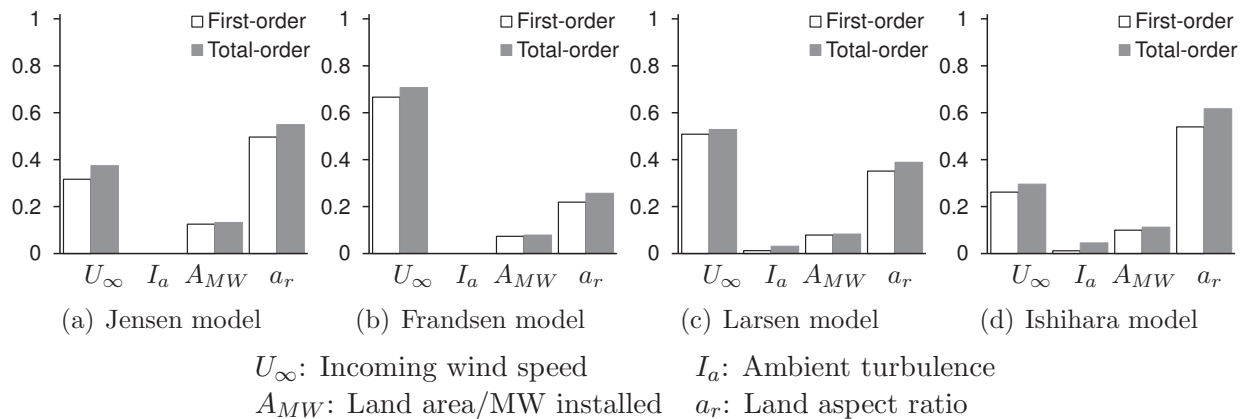 1 First-order 1 First-order 1 First-order 1 First-order
0.8 Total-order 0.8 Total-order 0.8 Total-order 0.8 Total-order
0.6 0.6 0.6 0.6
0.4 0.4 0.4 0.4
0.2 0.2 0.2 0.2
0 0 0 0
U∞ Ia AMW ar U∞ Ia AMW ar U∞ Ia AMW ar U∞ Ia AMW ar
(a) Jensen model (b) Frandsen model (c) Larsen model (d) Ishihara model
U∞: Incoming wind speed Ia: Ambient turbulence
AMW: Land area/MW installed ar: Land aspect ratio